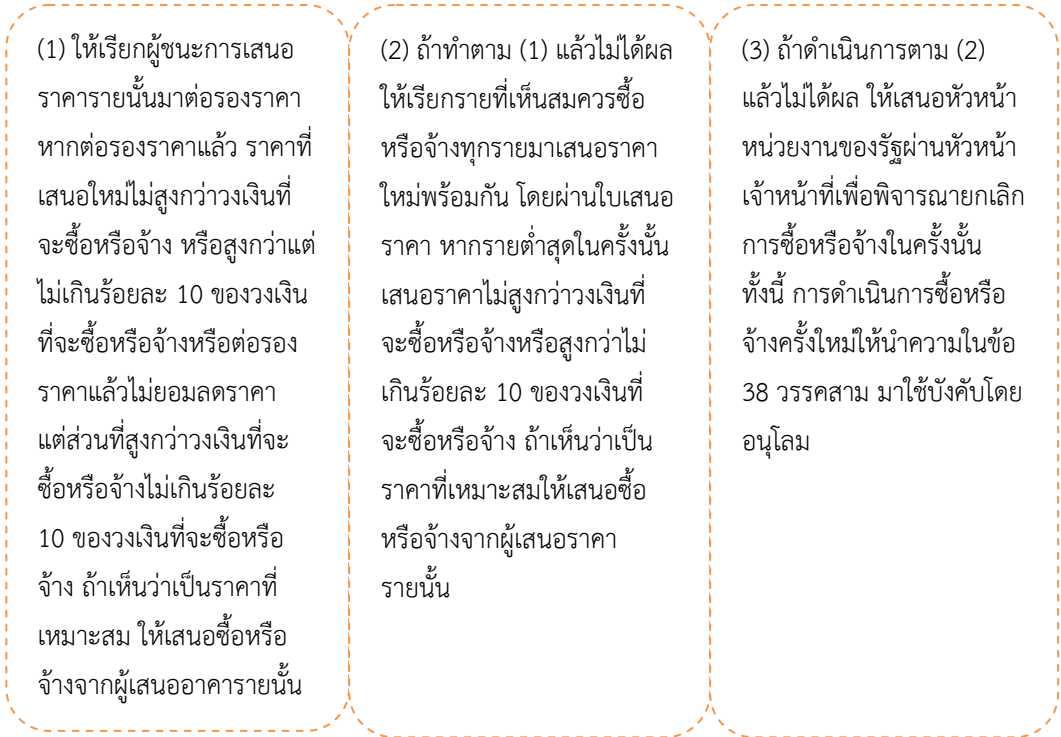 (1) ให้เรียกผู้ชนะการเสนอ
ราคารายนั้นมาต่อรองราคา
หากต่อรองราคาแล้ว ราคาที่
เสนอใหม่ไม่สูงกว่าวงเงินที่
จะซื้อหรือจ้าง หรือสูงกว่าแต่
ไม่เกินร้อยละ 10 ของวงเงิน
ที่จะซื้อหรือจ้างหรือต่อรอง
ราคาแล้วไม่ยอมลดราคา
แต่ส่วนที่สูงกว่าวงเงินที่จะ
ซื้อหรือจ้างไม่เกินร้อยละ
10 ของวงเงินที่จะซื้อหรือ
จ้าง ถ้าเห็นว่าเป็นราคาที่
เหมาะสม ให้เสนอซื้อหรือ
จ้างจากผู้เสนออาคารายนั้น
(2) ถ้าทำตาม (1) แล้วไม่ได้ผล
ให้เรียกรายที่เห็นสมควรซื้อ
หรือจ้างทุกรายมาเสนอราคา
ใหม่พร้อมกัน โดยผ่านใบเสนอ
ราคา หากรายต่ำสุดในครั้งนั้น
เสนอราคาไม่สูงกว่าวงเงินที่
จะซื้อหรือจ้างหรือสูงกว่าไม่
เกินร้อยละ 10 ของวงเงินที่
จะซื้อหรือจ้าง ถ้าเห็นว่าเป็น
ราคาที่เหมาะสมให้เสนอซื้อ
หรือจ้างจากผู้เสนอราคา
รายนั้น
(3) ถ้าดำเนินการตาม (2)
แล้วไม่ได้ผล ให้เสนอหัวหน้า
หน่วยงานของรัฐผ่านหัวหน้า
เจ้าหน้าที่เพื่อพิจารณายกเลิก
การซื้อหรือจ้างในครั้งนั้น
ทั้งนี้ การดำเนินการซื้อหรือ
จ้างครั้งใหม่ให้นำความในข้อ
38 วรรคสาม มาใช้บังคับโดย
อนุโลม